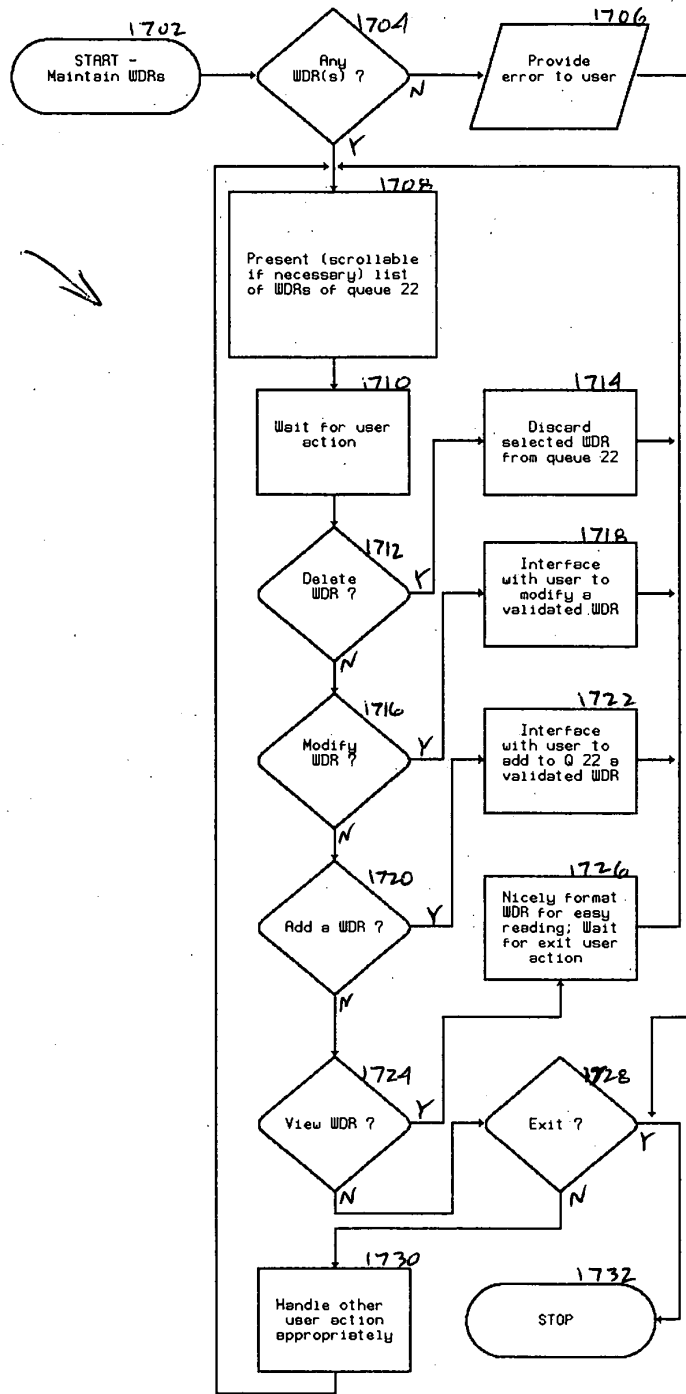 1702
START -
Maintain WDRs
1704
Any
WDR(s) ?
N
Y
1706
Provide
error to user
1708
Present (scrollable
if necessary) list
of WDRs of queue 22
1710
Wait for user
action
1712
Delete
WDR ?
Y
N
1714
Discard
selected WDR
from queue 22
1716
Modify
WDR ?
Y
N
1718
Interface
with user to
modify a
validated WDR
1720
Add a WDR ?
Y
N
1722
Interface
with user to
add to Q 22 a
validated WDR
1724
View WDR ?
Y
N
1726
Nicely format
WDR for easy
reading; Wait
for exit user
action
1728
Exit ?
Y
N
1730
Handle other
user action
appropriately
1732
STOP